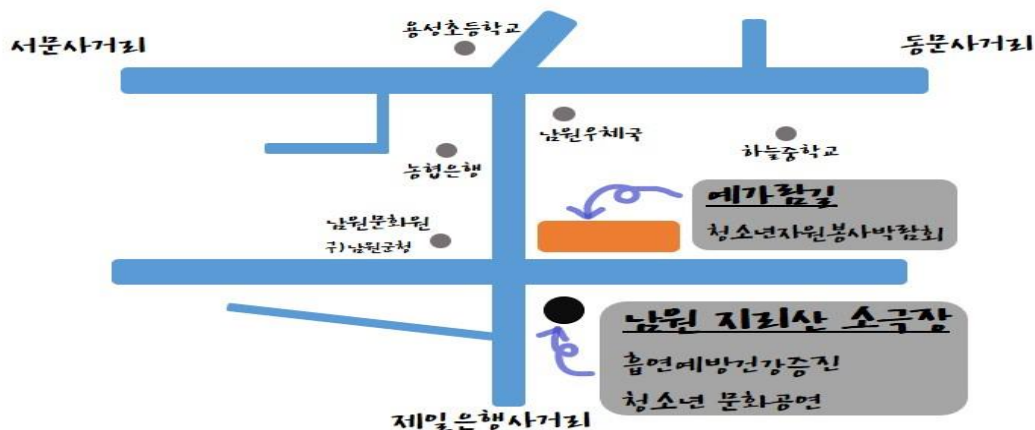 용성초등학교
서문사거리
동문사거리
남원우체국
하늘중학교
농협은행
예가람길
청소년자원봉사박람회
남원문화원
구)남원군청
남원 지리산 소극장
흡연예방건강증진
청소년 문화공연
제일은행사거리